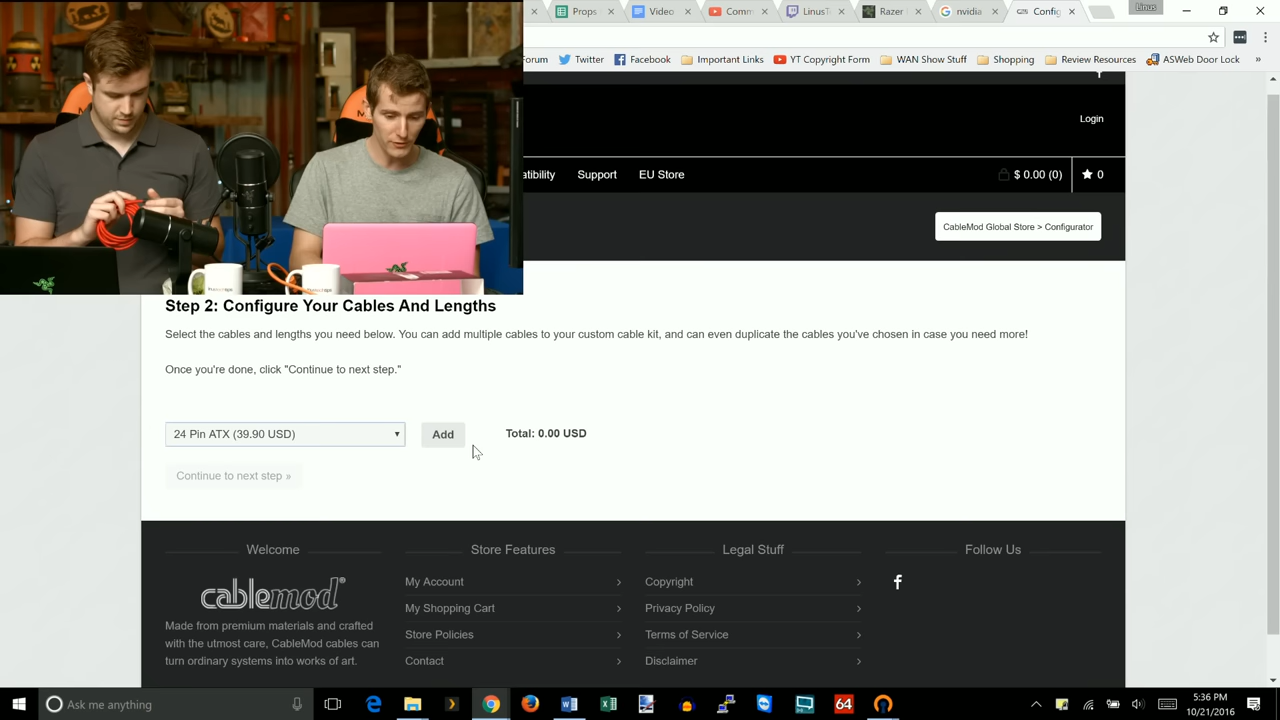 Props
Video
Comm
LinusT
Razer
nvidia
Config
Linus
orum
Twitter
Facebook
Important Links
YT Copyright Form
WAN Show Stuff
Shopping
Review Resources
ASWeb Door Lock
»
Login
atibility
Support
EU Store
$ 0.00 (0)
0
CableMod Global Store > Configurator
Step 2: Configure Your Cables And Lengths
Select the cables and lengths you need below. You can add multiple cables to your custom cable kit, and can even duplicate the cables you've chosen in case you need more!
Once you're done, click "Continue to next step."
24 Pin ATX (39.90 USD)
Add
Total: 0.00 USD
Continue to next step »
Welcome
Store Features
Legal Stuff
Follow Us
cablemod®
Made from premium materials and crafted
with the utmost care, CableMod cables can
turn ordinary systems into works of art.
My Account
My Shopping Cart
Store Policies
Contact
Copyright
Privacy Policy
Terms of Service
Disclaimer
Ask me anything
64
5:36 PM
10/21/2016